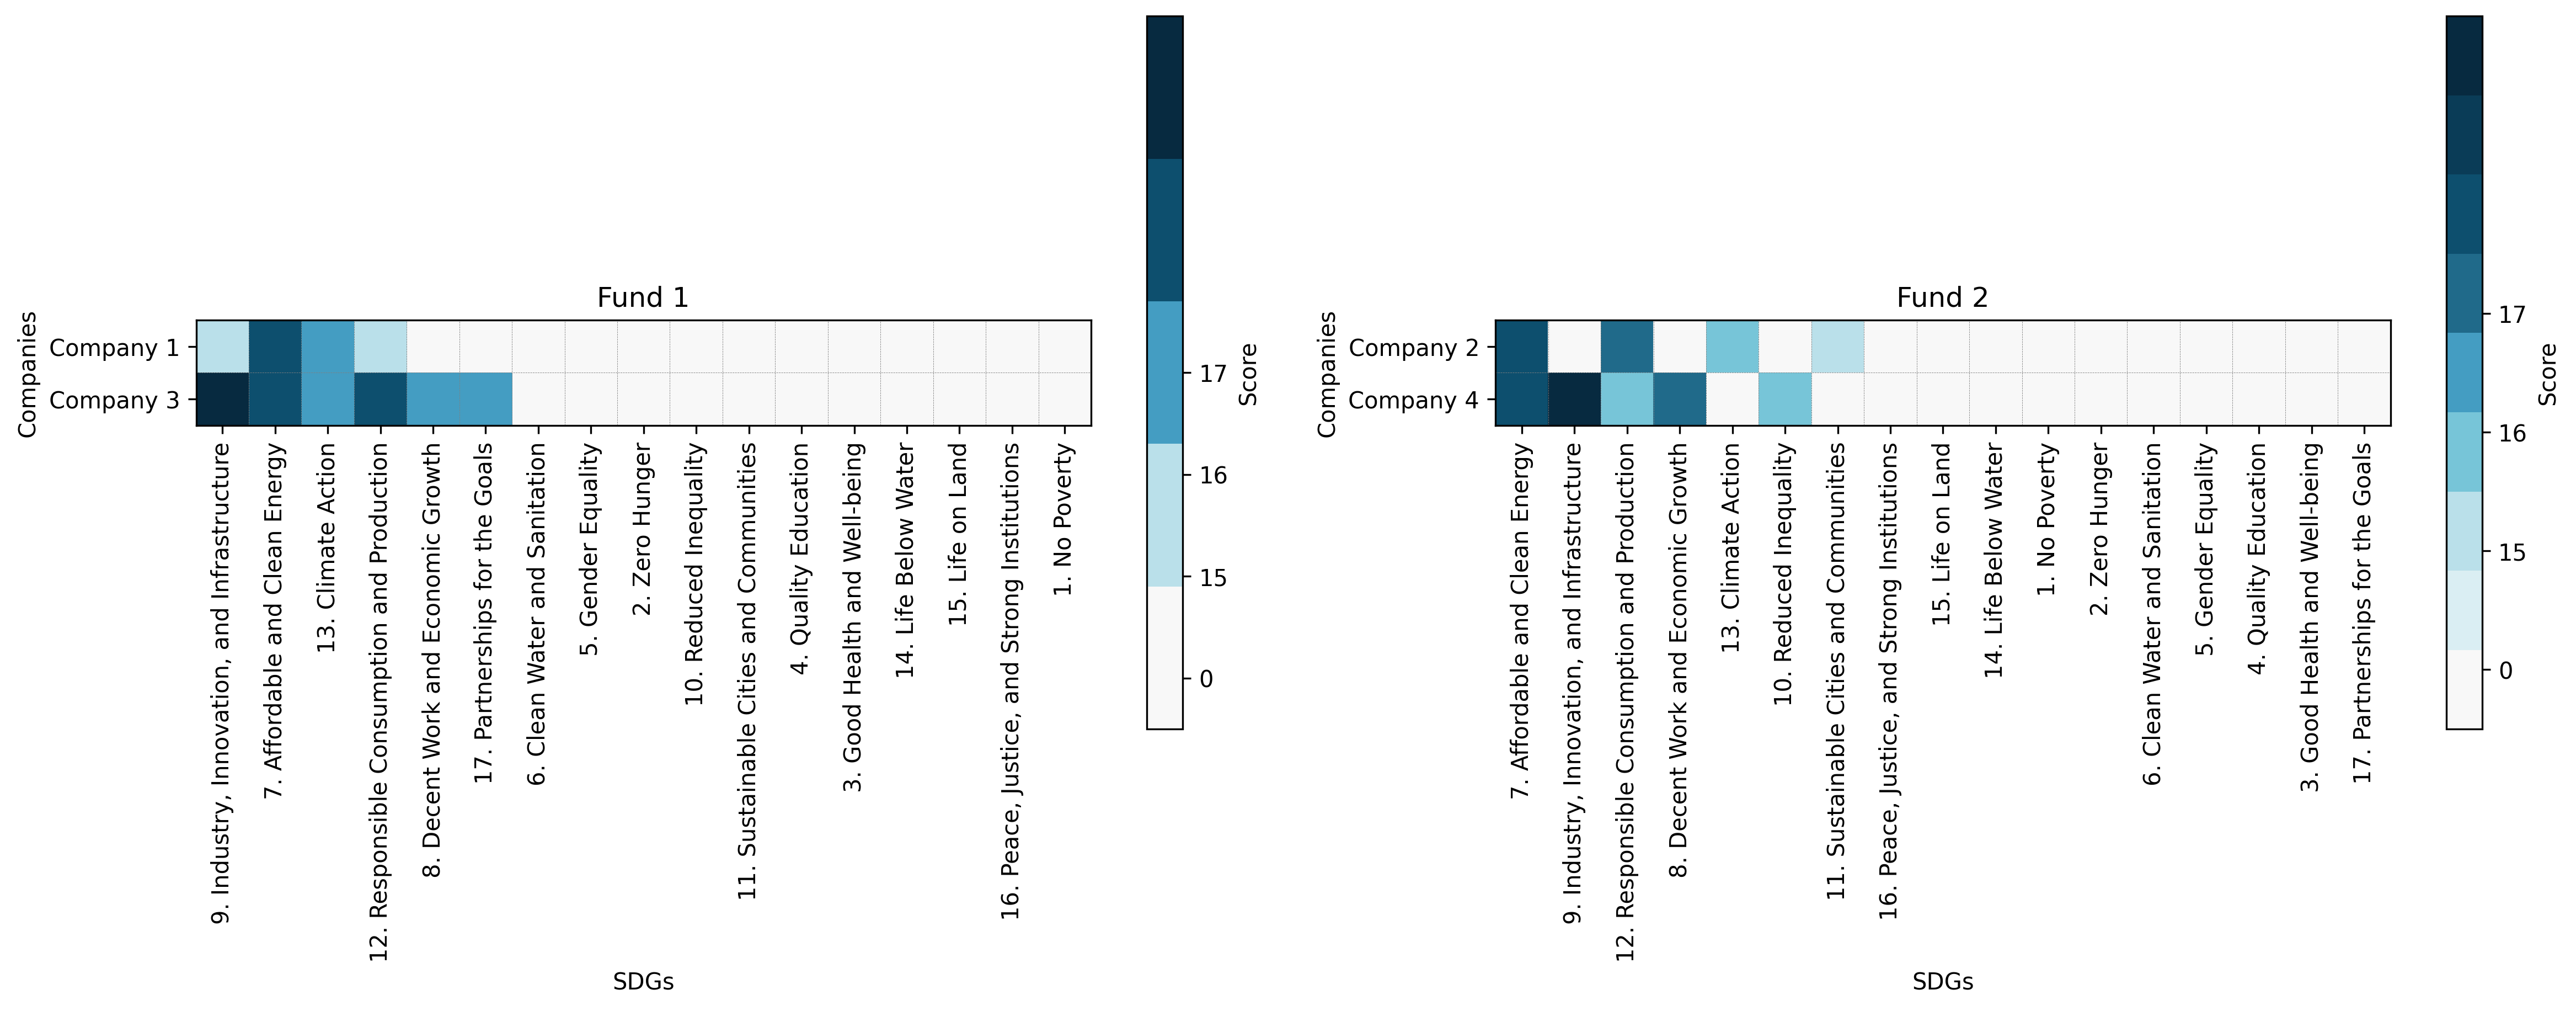 Fund 1
Companies
Company 1
Company 3
9. Industry, Innovation, and Infrastructure
7. Affordable and Clean Energy
13. Climate Action
12. Responsible Consumption and Production
8. Decent Work and Economic Growth
17. Partnerships for the Goals
6. Clean Water and Sanitation
5. Gender Equality
2. Zero Hunger
10. Reduced Inequality
11. Sustainable Cities and Communities
4. Quality Education
3. Good Health and Well-being
14. Life Below Water
15. Life on Land
16. Peace, Justice, and Strong Institutions
1. No Poverty
SDGs
17
16
15
0
Score
Fund 2
Companies
Company 2
Company 4
7. Affordable and Clean Energy
9. Industry, Innovation, and Infrastructure
12. Responsible Consumption and Production
8. Decent Work and Economic Growth
13. Climate Action
10. Reduced Inequality
11. Sustainable Cities and Communities
16. Peace, Justice, and Strong Institutions
15. Life on Land
14. Life Below Water
1. No Poverty
2. Zero Hunger
6. Clean Water and Sanitation
5. Gender Equality
4. Quality Education
3. Good Health and Well-being
17. Partnerships for the Goals
SDGs
17
16
15
0
Score